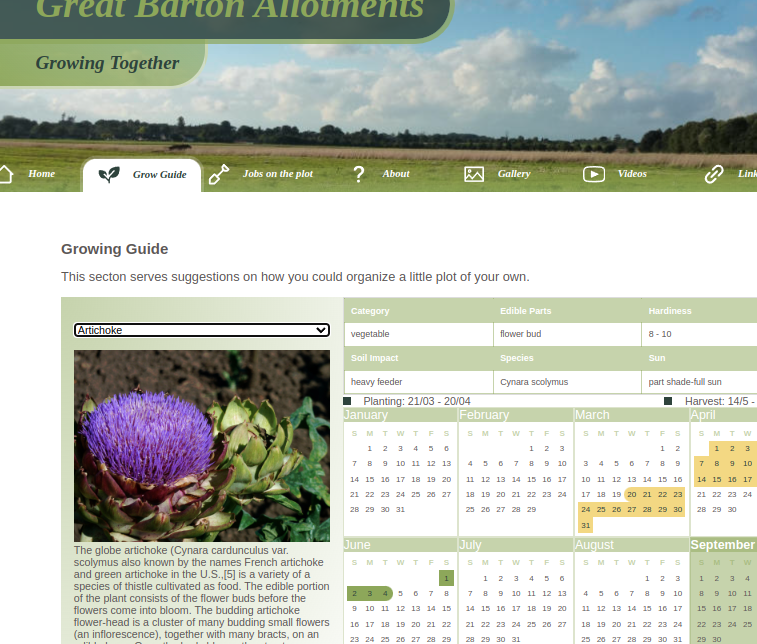 Great Barton Allotments
Growing Together
Home Grow Guide Jobs on the plot About Gallery Videos Link
Growing Guide
This secton serves suggestions on how you could organize a little plot of your own.
Artichoke
The globe artichoke (Cynara cardunculus var.
scolymus also known by the names French artichoke
and green artichoke in the U.S.,[5] is a variety of a
species of thistle cultivated as food. The edible portion
of the plant consists of the flower buds before the
flowers come into bloom. The budding artichoke
flower-head is a cluster of many budding small flowers
(an inflorescence), together with many bracts, on an
Category Edible Parts Hardiness
vegetable flower bud 8 - 10
Soil Impact Species Sun
heavy feeder Cynara scolymus part shade-full sun
Planting: 21/03 - 20/04 Harvest: 14/5 -
January
S M T W T F S
1 2 3 4 5 6
7 8 9 10 11 12 13
14 15 16 17 18 19 20
21 22 23 24 25 26 27
28 29 30 31
February
S M T W T F S
1 2 3
4 5 6 7 8 9 10
11 12 13 14 15 16 17
18 19 20 21 22 23 24
25 26 27 28 29
March
S M T W T F S
1 2
3 4 5 6 7 8 9
10 11 12 13 14 15 16
17 18 19 20 21 22 23
24 25 26 27 28 29 30
31
April
S M T W
1 2 3
7 8 9 10
14 15 16 17
21 22 23 24
28 29 30
June
S M T W T F S
1
2 3 4 5 6 7 8
9 10 11 12 13 14 15
16 17 18 19 20 21 22
23 24 25 26 27 28 29
July
S M T W T F S
1 2 3 4 5 6
7 8 9 10 11 12 13
14 15 16 17 18 19 20
21 22 23 24 25 26 27
28 29 30 31
August
S M T W T F S
1 2 3
4 5 6 7 8 9 10
11 12 13 14 15 16 17
18 19 20 21 22 23 24
25 26 27 28 29 30 31
September
S M T W
1 2 3 4
8 9 10 11
15 16 17 18
22 23 24 25
29 30